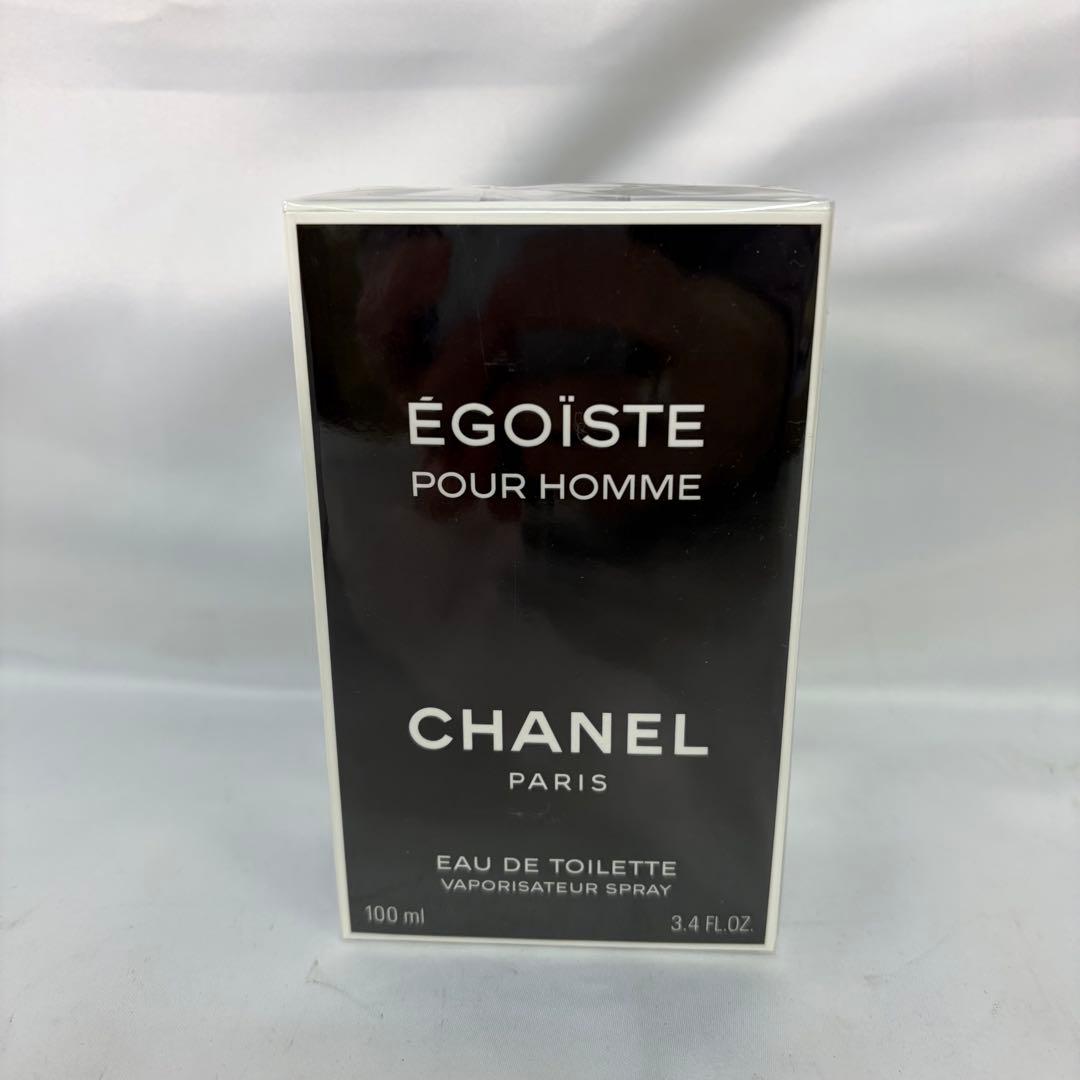 ÉGOÏSTE
POUR HOMME
CHANEL
PARIS
EAU DE TOILETTE
VAPORISATEUR SPRAY
100 ml
3.4 FL.OZ.